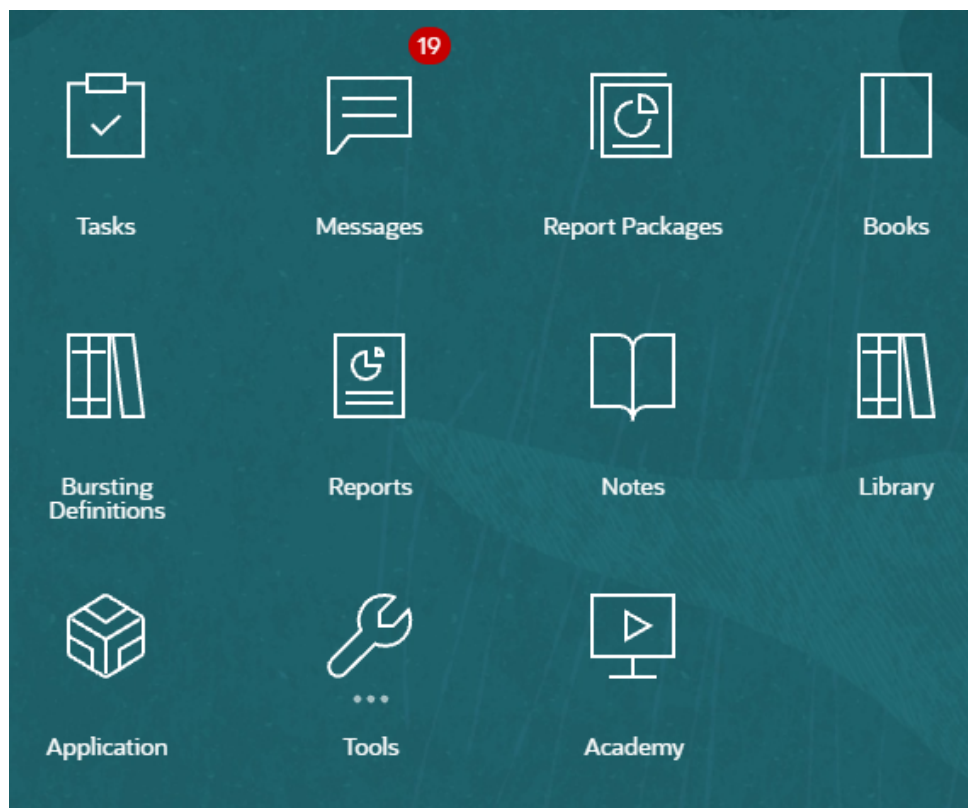 19
Tasks
Messages
Report Packages
Books
Bursting
Definitions
Reports
Notes
Library
Application
Tools
Academy